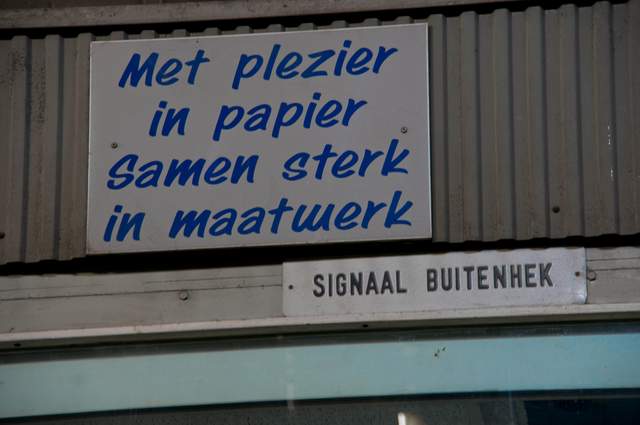 Met plezier
in papier
Samen sterk
in maatwerk
SIGNAAL BUITENHEK